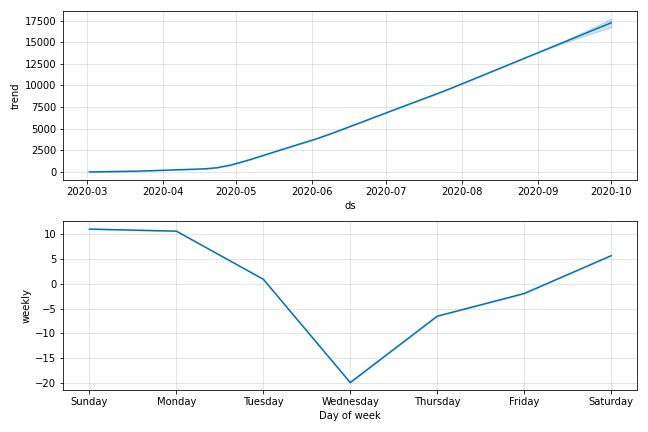 17500
15000
12500
10000
7500
5000
2500
0
trend
2020-03 2020-04 2020-05 2020-06 2020-07 2020-08 2020-09 2020-10
ds
10
5
0
−5
−10
−15
−20
weekly
Sunday Monday Tuesday Wednesday Thursday Friday Saturday
Day of week